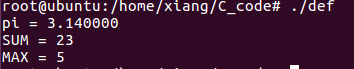 root@ubuntu:/home/xiang/C_code# ./def
pi = 3.140000
SUM = 23
MAX = 5